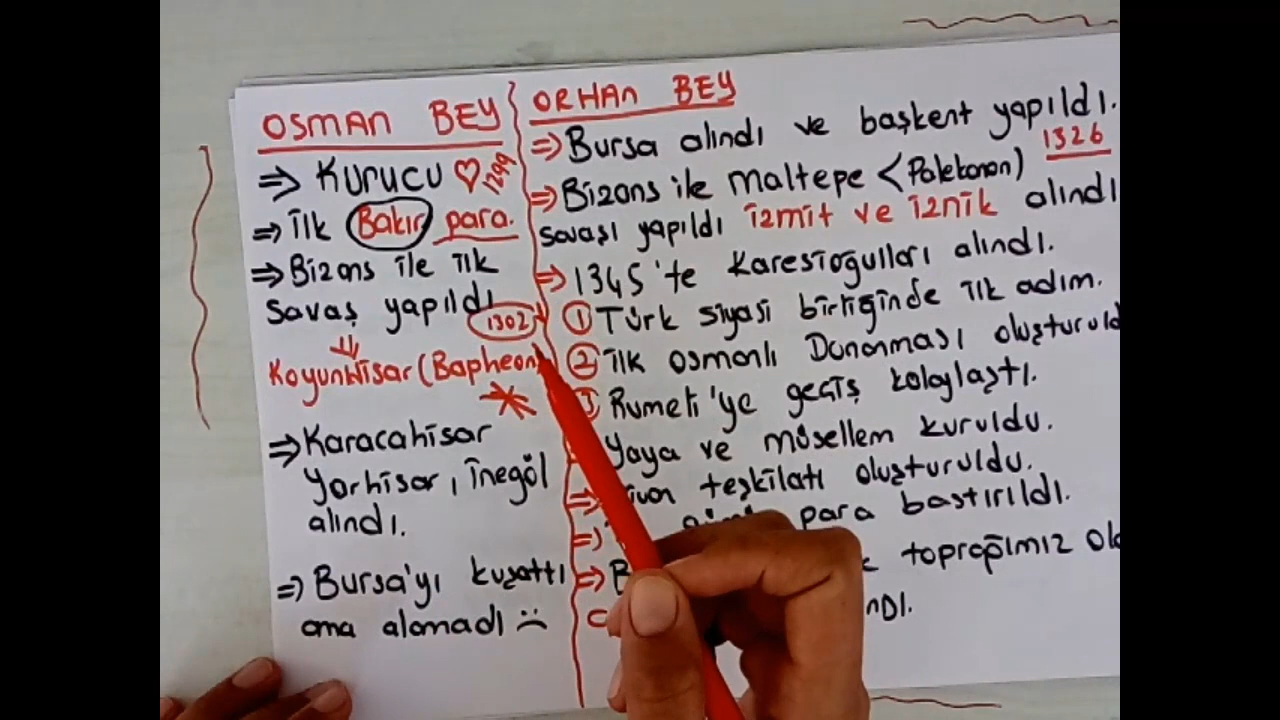 OSMAN BEY
⇒ Kurucu ♡ 1299
⇒ İlk Bakır para.
⇒ Bizans ile ilk
savaş yapıldı 1302
Koyunhisar (Bapheon)
⇒ Karacahisar
Yarhisar, İnegöl
alındı.
⇒ Bursa'yı kuşattı
ama alamadı
ORHAN BEY
⇒ Bursa alındı ve başkent yapıldı.
1326
⇒ Bizans ile Maltepe (Palekanon)
savaşı yapıldı İzmit ve İznik alındı
⇒ 1345'te Karesioğulları alındı.
① Türk siyasi birliğinde ilk adım.
② İlk Osmanlı Donanması oluşturuld
Rumeli'ye geçiş kolaylaştı.
Yaya ve müsellem kuruldu.
⇒ teşkilatı oluşturuldu.
⇒ para bastırıldı.
⇒ toprağımız